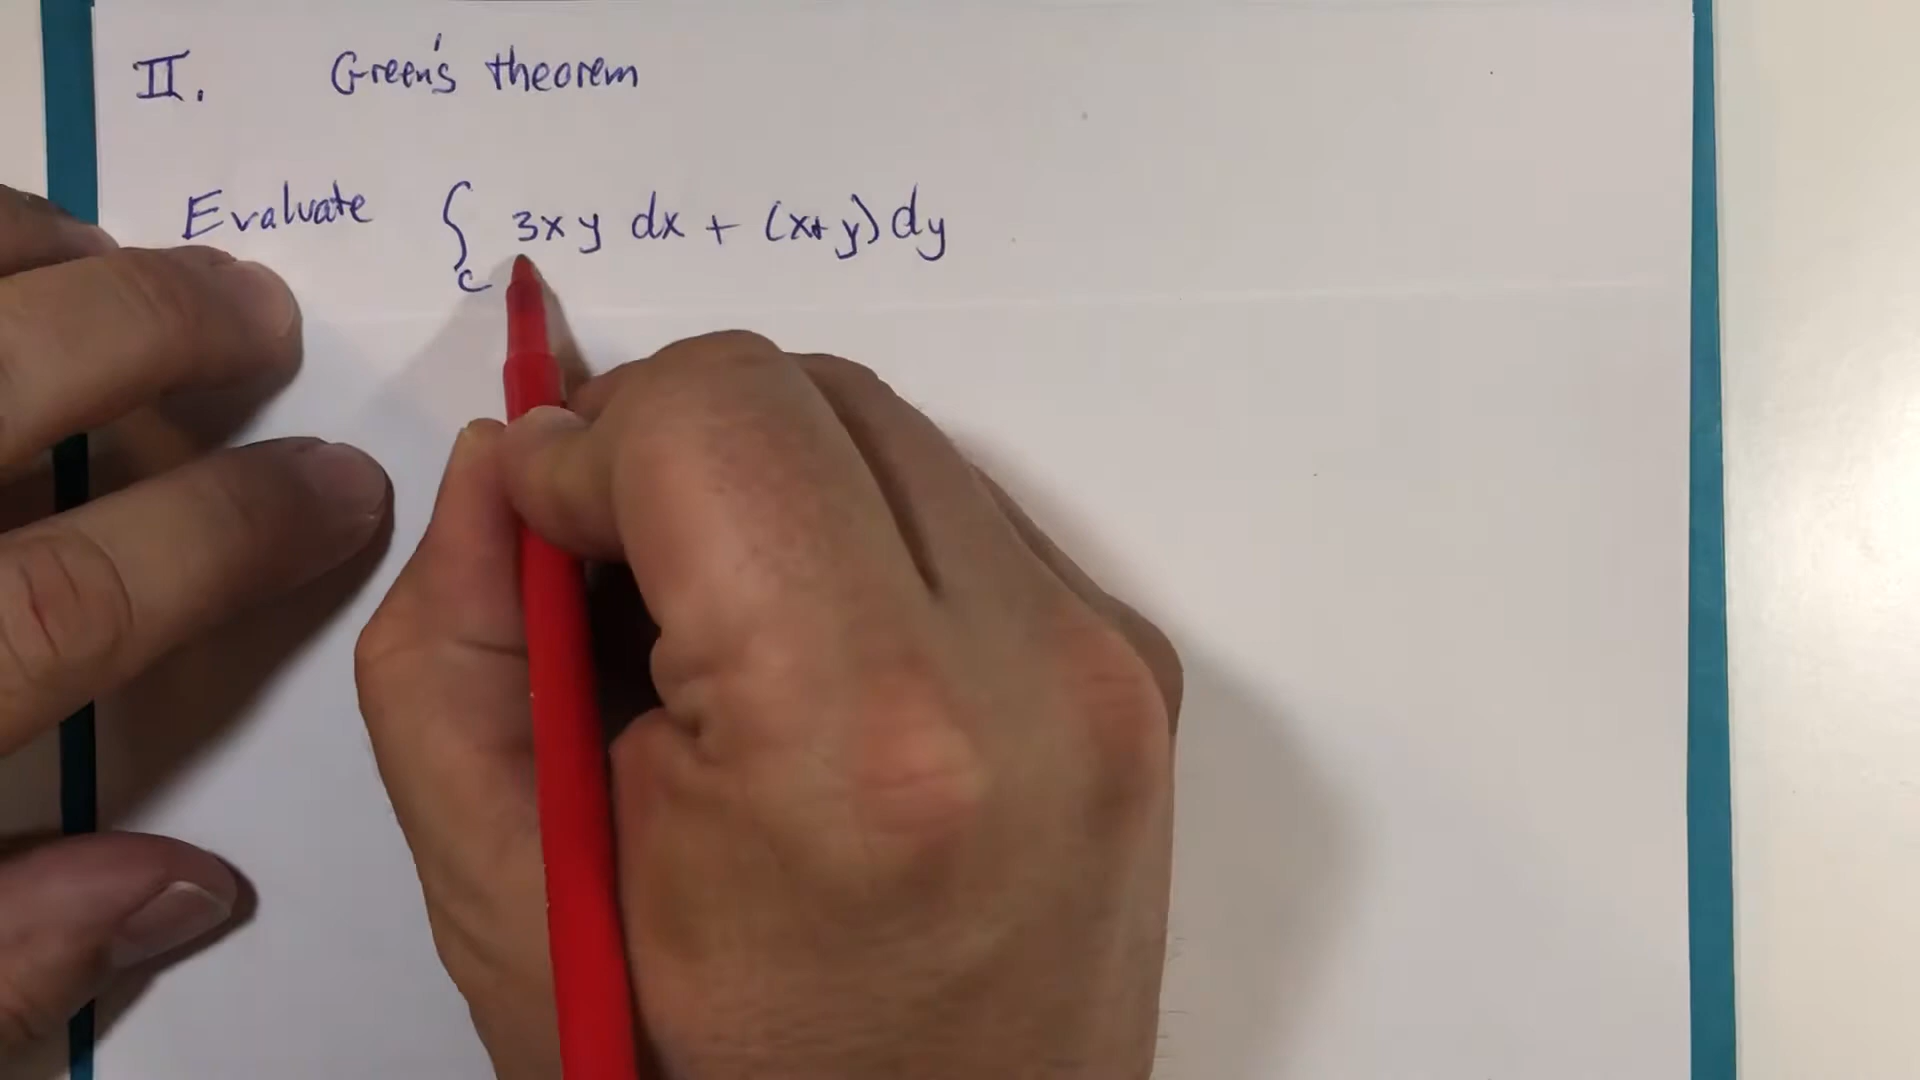 II. Green's theorem
Evaluate ∫_C 3xy dx + (x+y) dy